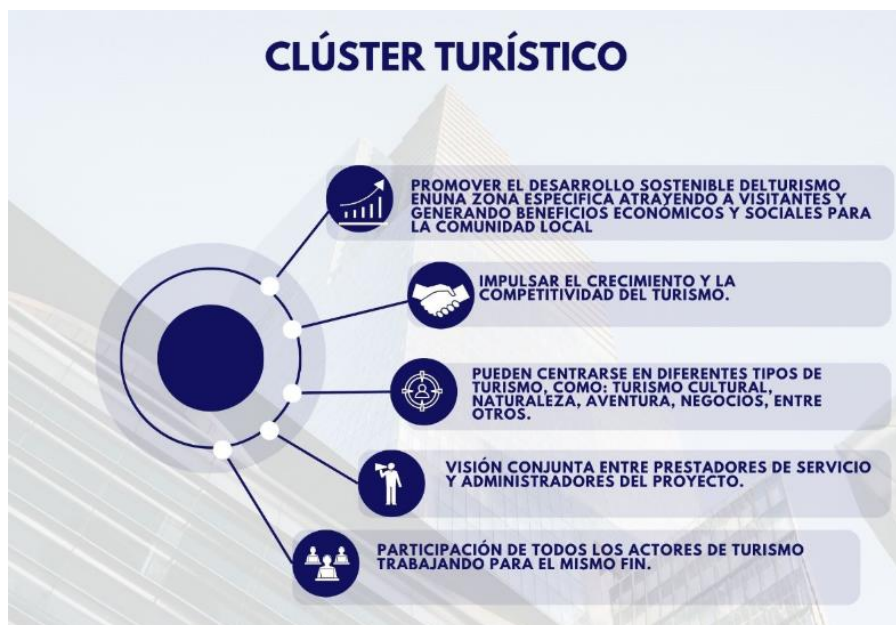 CLÚSTER TURÍSTICO
PROMOVER EL DESARROLLO SOSTENIBLE DELTURISMO
ENUNA ZONA ESPECIFICA ATRAYENDO A VISITANTES Y
GENERANDO BENEFICIOS ECONÓMICOS Y SOCIALES PARA
LA COMUNIDAD LOCAL
IMPULSAR EL CRECIMIENTO Y LA
COMPETITIVIDAD DEL TURISMO.
PUEDEN CENTRARSE EN DIFERENTES TIPOS DE
TURISMO, COMO: TURISMO CULTURAL,
NATURALEZA, AVENTURA, NEGOCIOS, ENTRE
OTROS.
VISIÓN CONJUNTA ENTRE PRESTADORES DE SERVICIO
Y ADMINISTRADORES DEL PROYECTO.
PARTICIPACIÓN DE TODOS LOS ACTORES DE TURISMO
TRABAJANDO PARA EL MISMO FIN.